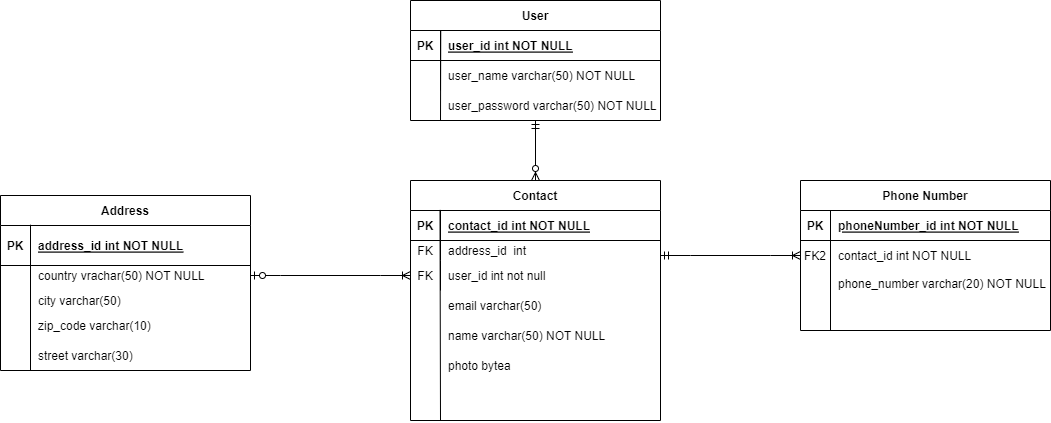 User
PK user_id int NOT NULL
user_name varchar(50) NOT NULL
user_password varchar(50) NOT NULL
Address
PK address_id int NOT NULL
country vrachar(50) NOT NULL
city varchar(50)
zip_code varchar(10)
street varchar(30)
Contact
PK contact_id int NOT NULL
FK address_id int
FK user_id int not null
email varchar(50)
name varchar(50) NOT NULL
photo bytea
Phone Number
PK phoneNumber_id int NOT NULL
FK2 contact_id int NOT NULL
phone_number varchar(20) NOT NULL